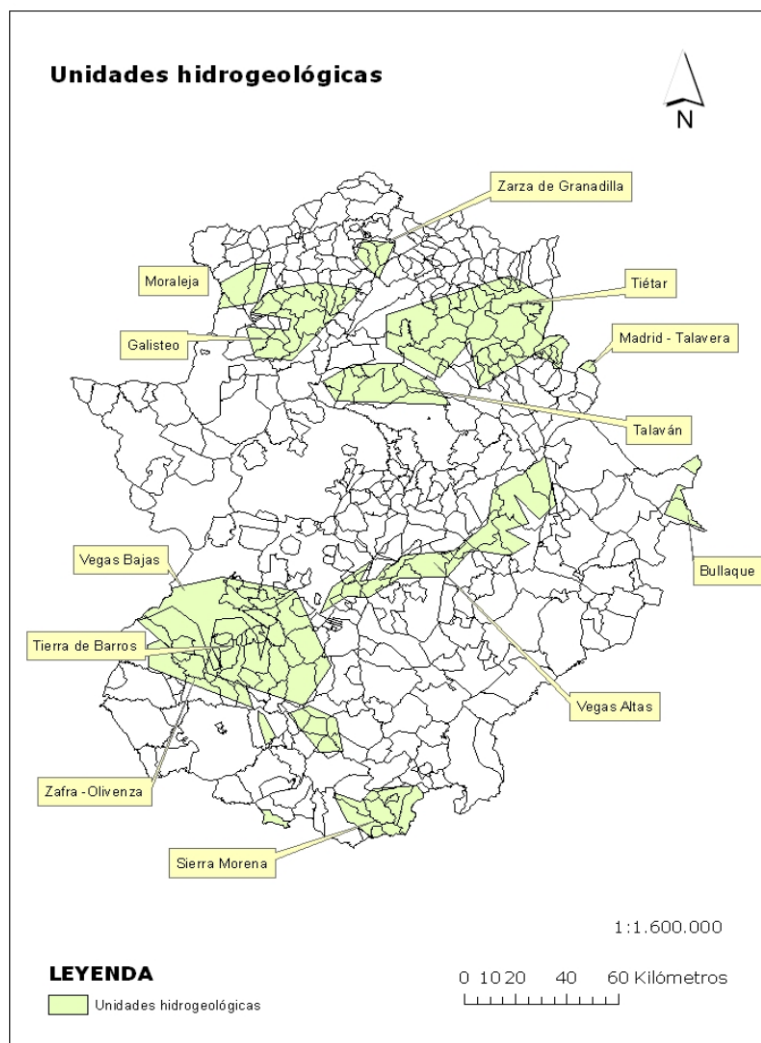 Unidades hidrogeológicas
N
Zarza de Granadilla
Moraleja
Tiétar
Galisteo
Madrid - Talavera
Talaván
Vegas Bajas
Bullaque
Tierra de Barros
Vegas Altas
Zafra - Olivenza
Sierra Morena
1:1.600.000
LEYENDA
0 10 20 40 60 Kilómetros
Unidades hidrogeológicas